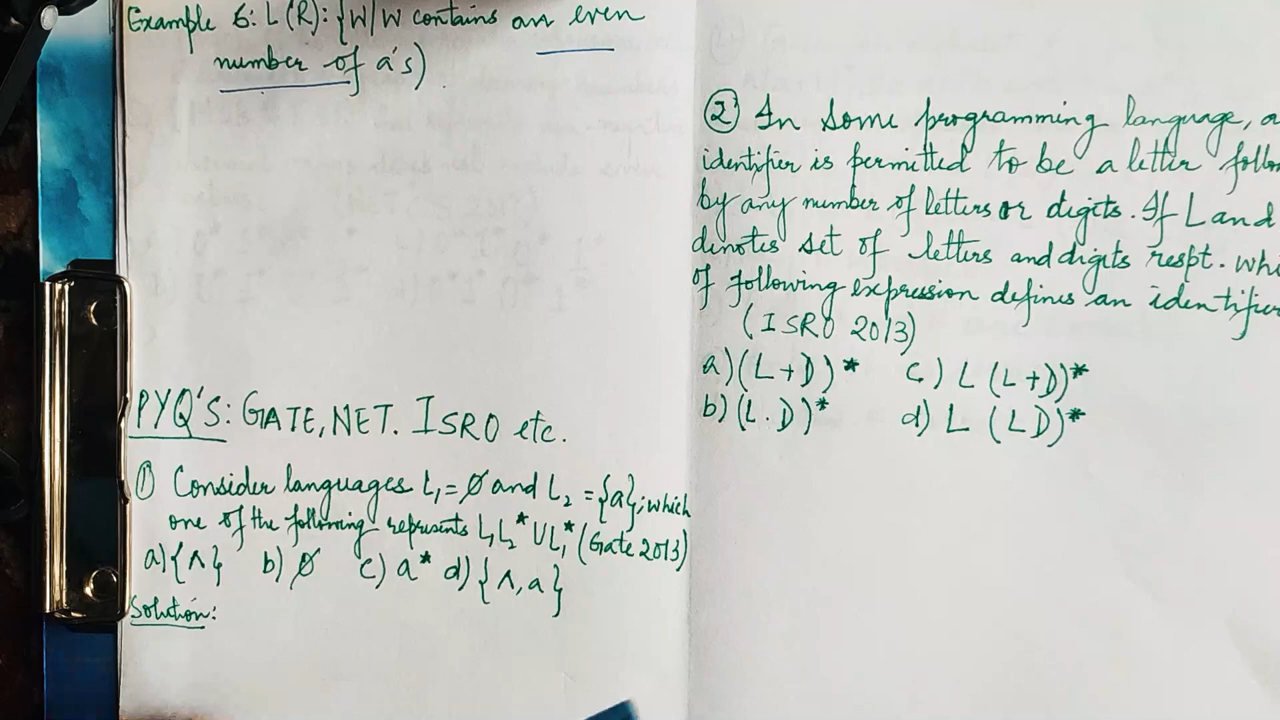 Example 6: L(R): {W/W contains an even
number of a's).
PYQ'S: GATE, NET. ISRO etc.
① Consider languages L₁=∅ and L₂={a}; which
one of the following represents L₁L₂* U L₁* (Gate 2013)
a) {Λ} b) ∅ c) a* d) {Λ, a}
Solution:
② In some programming language, a
identifier is permitted to be a letter follow
by any number of letters or digits. If L and
denotes set of letters and digits respt. whi
of following expression defines an identifier
(ISRO 2013)
a) (L+D)* c) L(L+D)*
b) (L.D)* d) L (LD)*